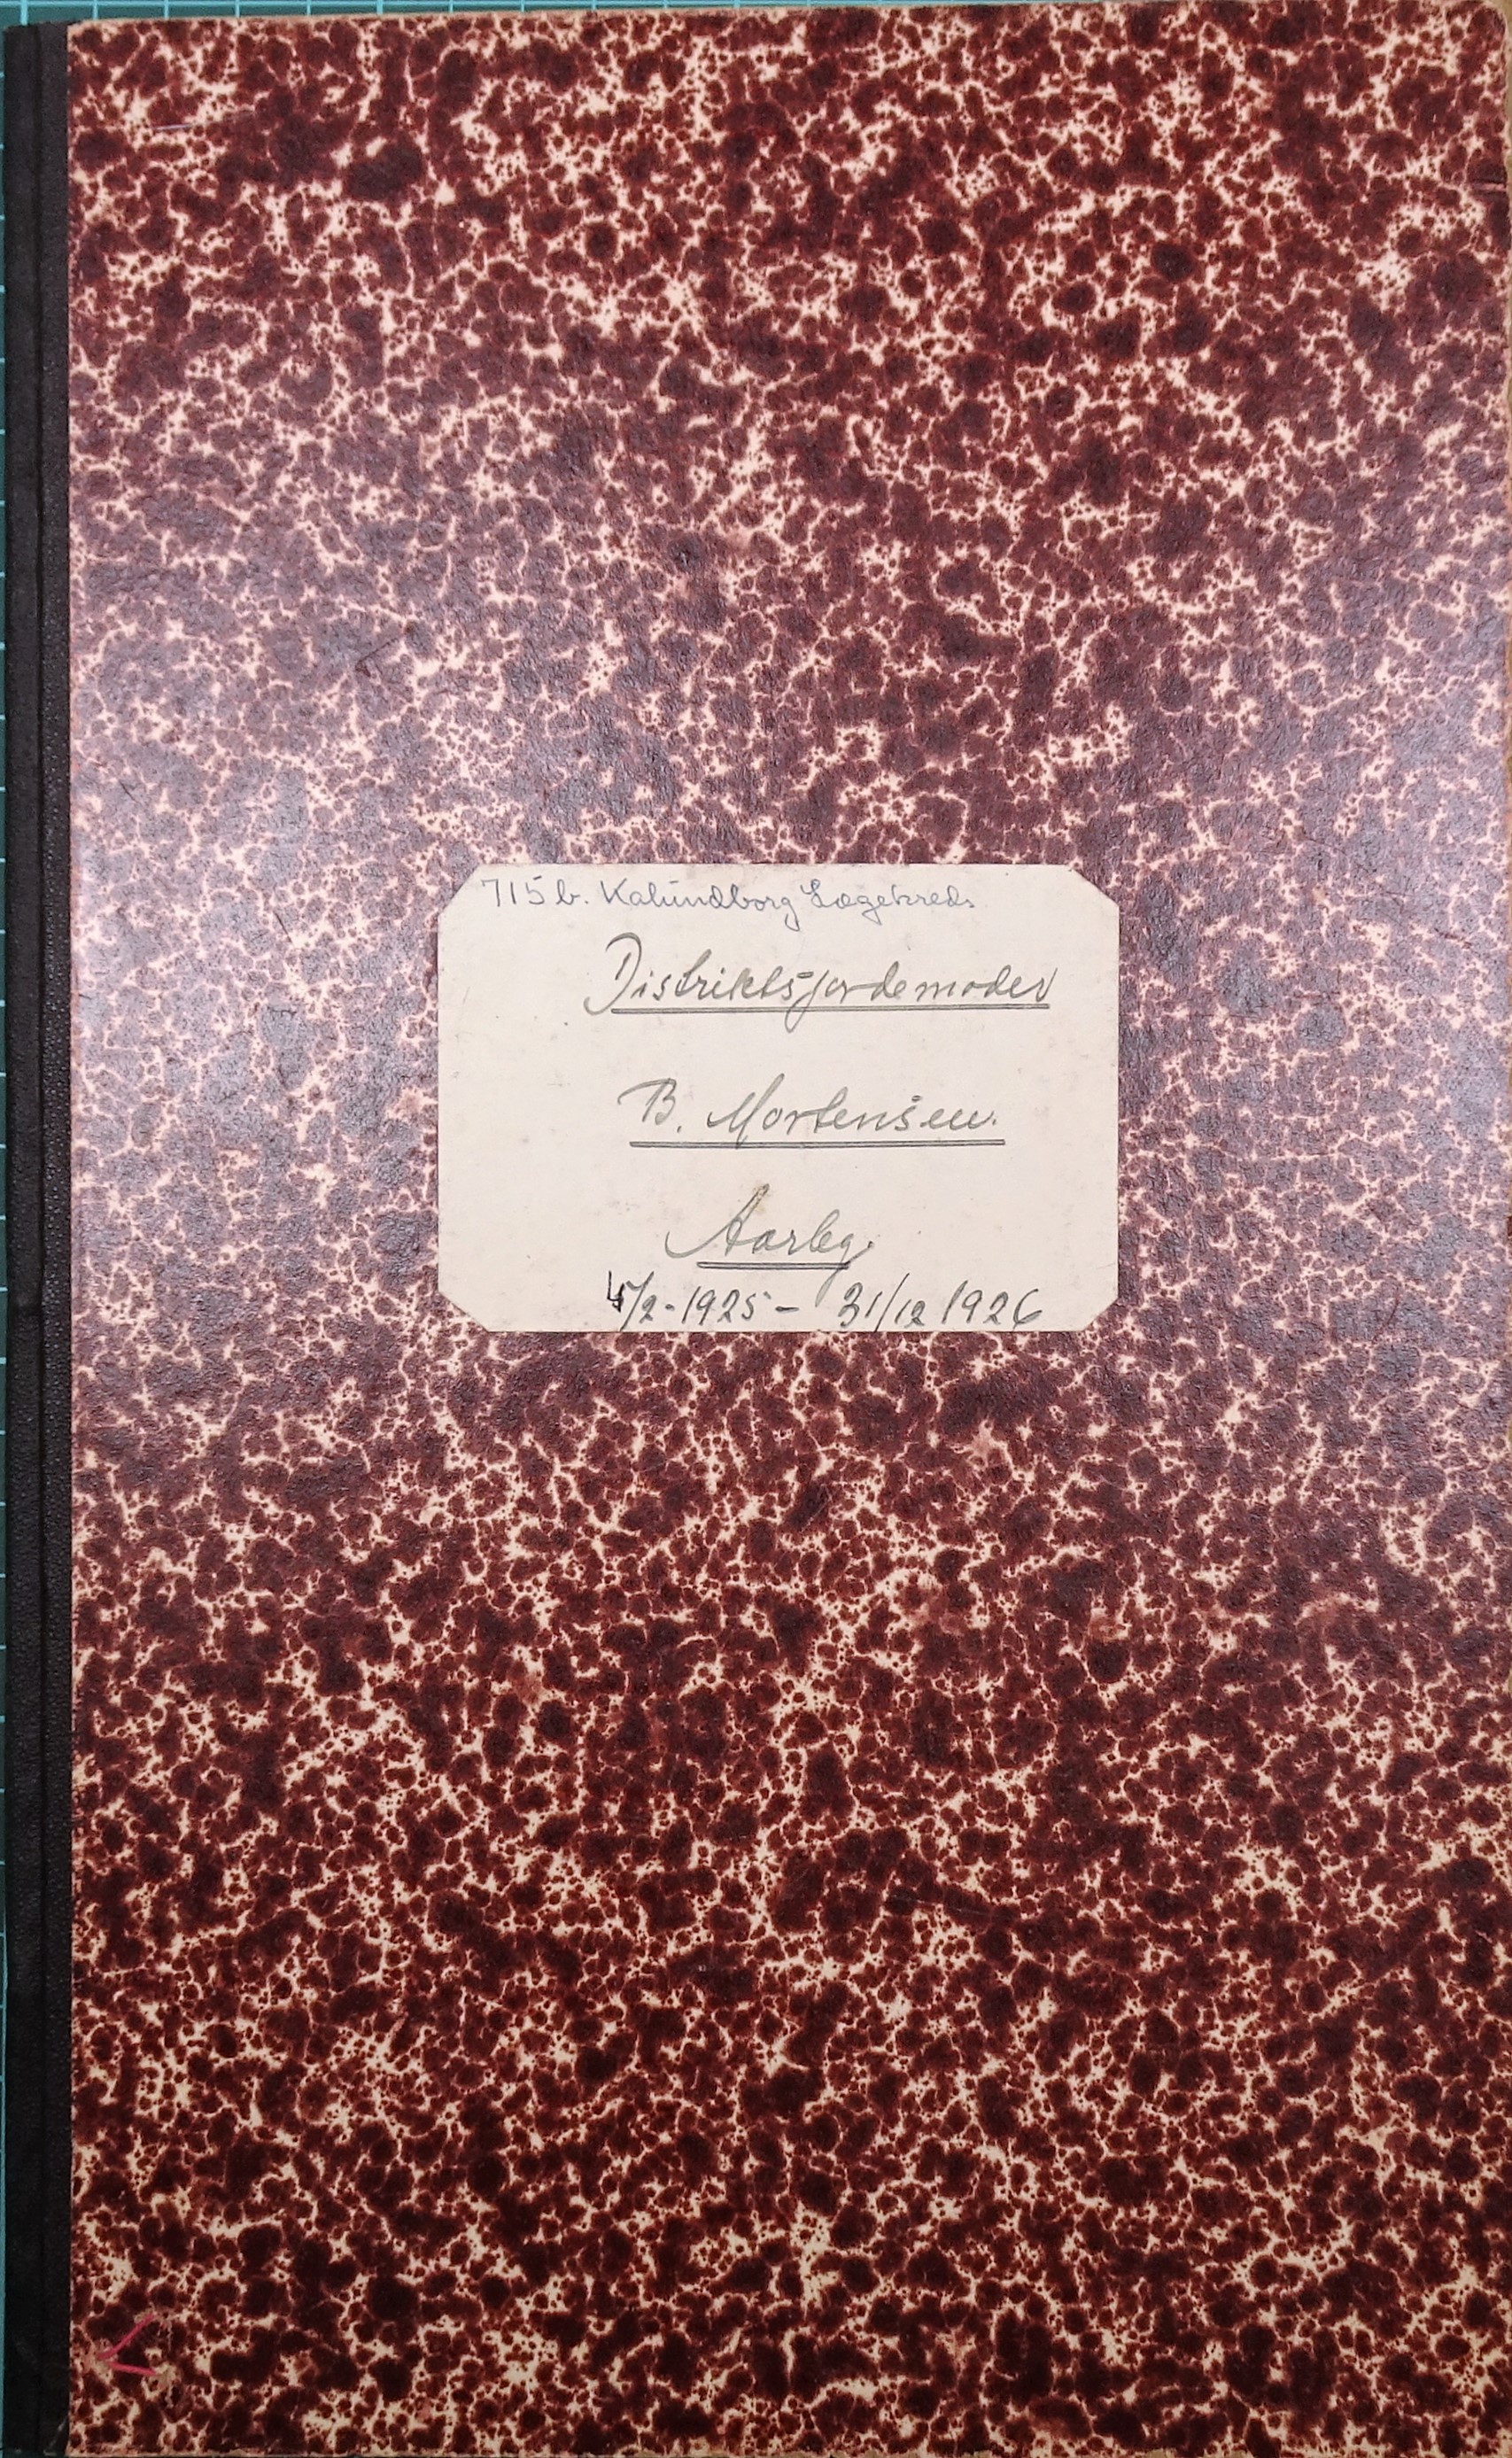 715 b. Kalundborg Lægekreds
Distriktsjordemoder
B. Mortensen.
Aarby.
4/2-1925 - 31/12 1926